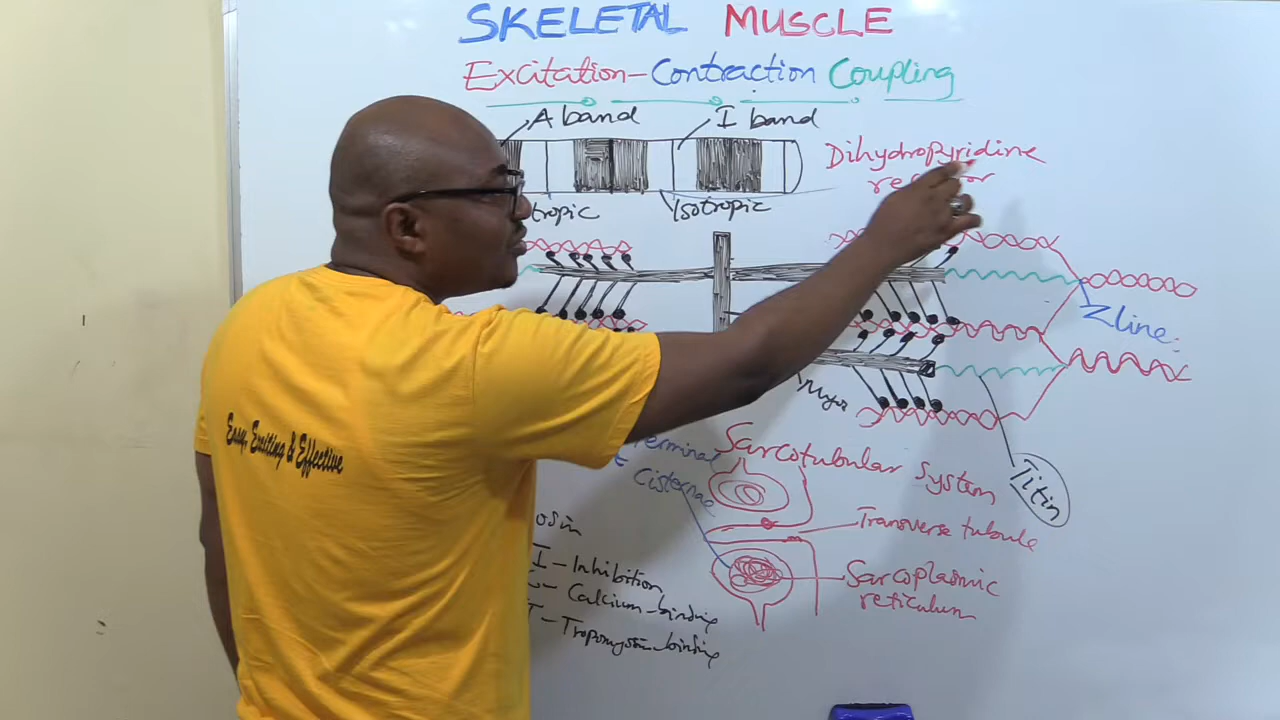 SKELETAL MUSCLE
Excitation-Contraction Coupling
A band
I band
Dihydropyridine
tropic
Isotropic
Z line
Myo
Terminal
Cisternae
Sarcotubular System
Titin
Transverse tubule
Sarcoplasmic
reticulum
osin
I - Inhibition
Calcium-binding
T - Tropomyosin-binding
Easy, Exciting & Effective